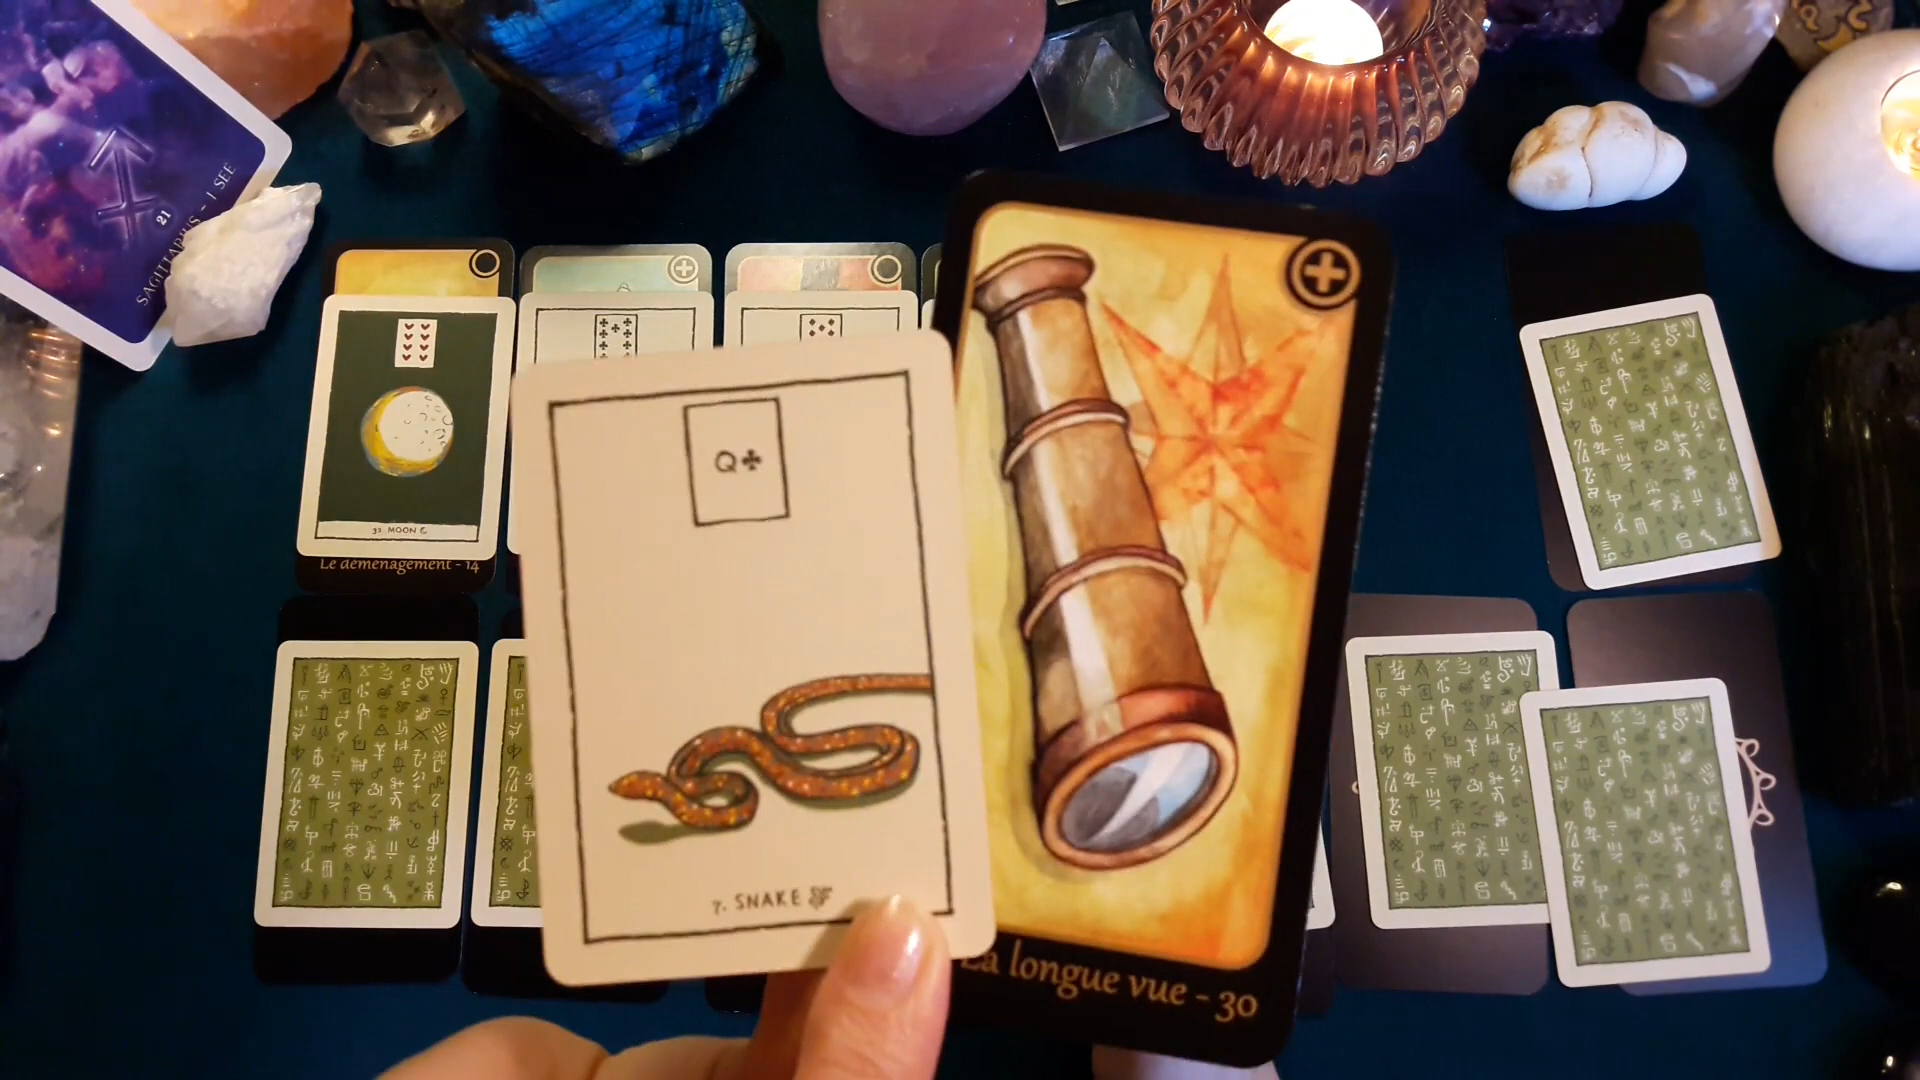 21
SAGITTARIUS - I SEE
32 MOON
Le déménagement - 14
Q♣
7. SNAKE
La longue vue - 30